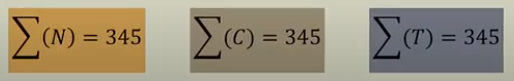 ∑(N) = 345
∑(C) = 345
∑(T) = 345